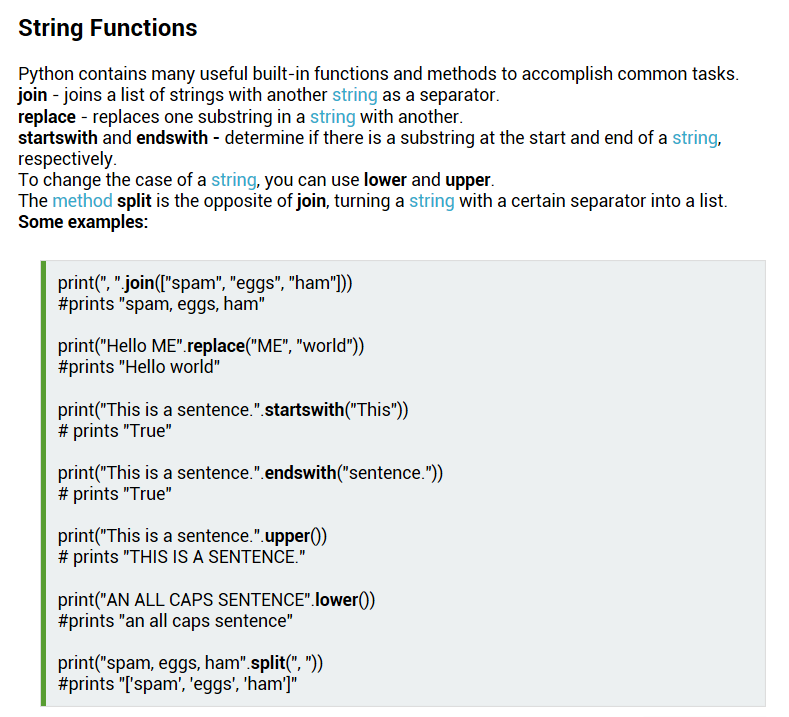 String Functions
Python contains many useful built-in functions and methods to accomplish common tasks.
join - joins a list of strings with another string as a separator.
replace - replaces one substring in a string with another.
startswith and endswith - determine if there is a substring at the start and end of a string,
respectively.
To change the case of a string, you can use lower and upper.
The method split is the opposite of join, turning a string with a certain separator into a list.
Some examples:
print(", ".join(["spam", "eggs", "ham"]))
#prints "spam, eggs, ham"
print("Hello ME".replace("ME", "world"))
#prints "Hello world"
print("This is a sentence.".startswith("This"))
# prints "True"
print("This is a sentence.".endswith("sentence."))
# prints "True"
print("This is a sentence.".upper())
# prints "THIS IS A SENTENCE."
print("AN ALL CAPS SENTENCE".lower())
#prints "an all caps sentence"
print("spam, eggs, ham".split(", "))
#prints "['spam', 'eggs', 'ham']"